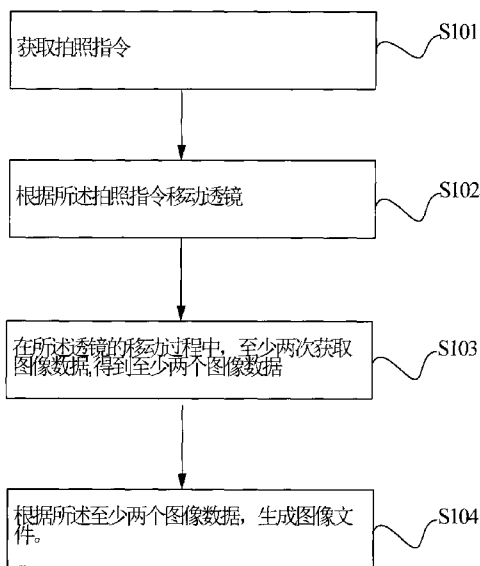 获取拍照指令
S101
根据所述拍照指令移动透镜
S102
在所述透镜的移动过程中，至少两次获取
图像数据,得到至少两个图像数据
S103
根据所述至少两个图像数据，生成图像文
件。
S104